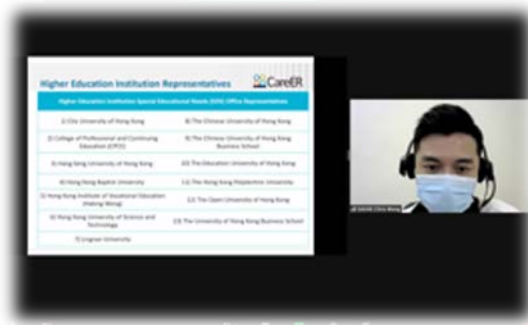 Higher Education Institution Representatives
CareER
Higher Education Institution Special Educational Needs (SEN) Office Representatives
1) City University of Hong Kong
8) The Chinese University of Hong Kong
2) College of Professional and Continuing
Education (CPCE)
9) The Chinese University of Hong Kong
Business School
3) Hang Seng University of Hong Kong
10) The Education University of Hong Kong
4) Hong Kong Baptist University
11) The Hong Kong Polytechnic University
5) Hong Kong Institute of Vocational Education
(Haking Wong)
12) The Open University of Hong Kong
6) Hong Kong University of Science and
Technology
13) The University of Hong Kong Business School
7) Lingnan University